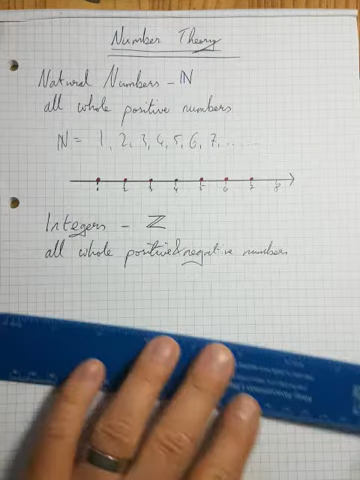 Number Theory
Natural Numbers - ℕ
all whole positive numbers
ℕ = 1, 2, 3, 4, 5, 6, 7, ......
1 2 3 4 5 6 7 8
Integers - ℤ
all whole positive & negative numbers